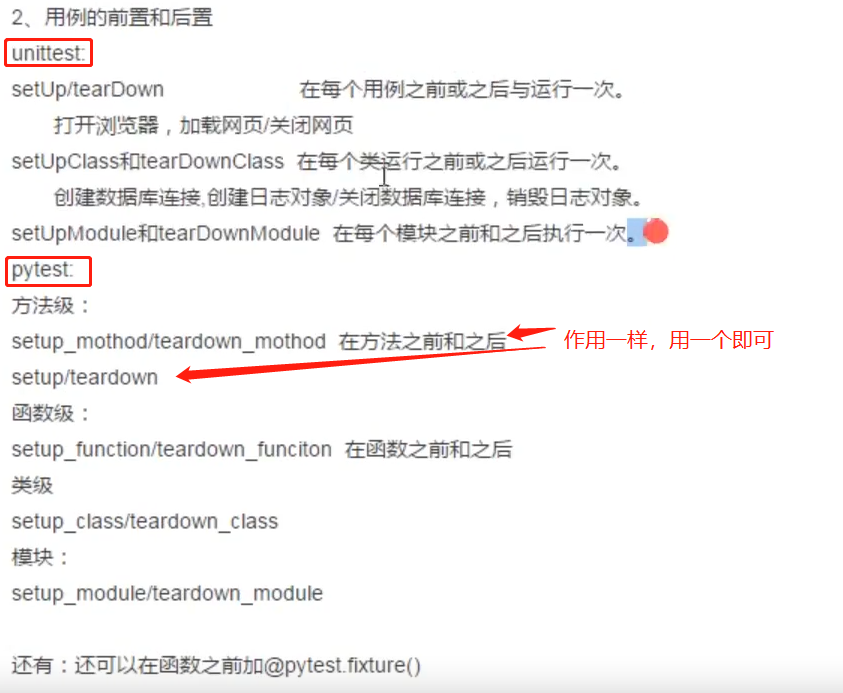 2、用例的前置和后置
unittest:
setUp/tearDown 在每个用例之前或之后与运行一次。
打开浏览器，加载网页/关闭网页
setUpClass和tearDownClass 在每个类运行之前或之后运行一次。
创建数据库连接,创建日志对象/关闭数据库连接，销毁日志对象。
setUpModule和tearDownModule 在每个模块之前和之后执行一次。
pytest:
方法级：
setup_mothod/teardown_mothod 在方法之前和之后
作用一样，用一个即可
setup/teardown
函数级：
setup_function/teardown_funciton 在函数之前和之后
类级
setup_class/teardown_class
模块：
setup_module/teardown_module
还有：还可以在函数之前加@pytest.fixture()